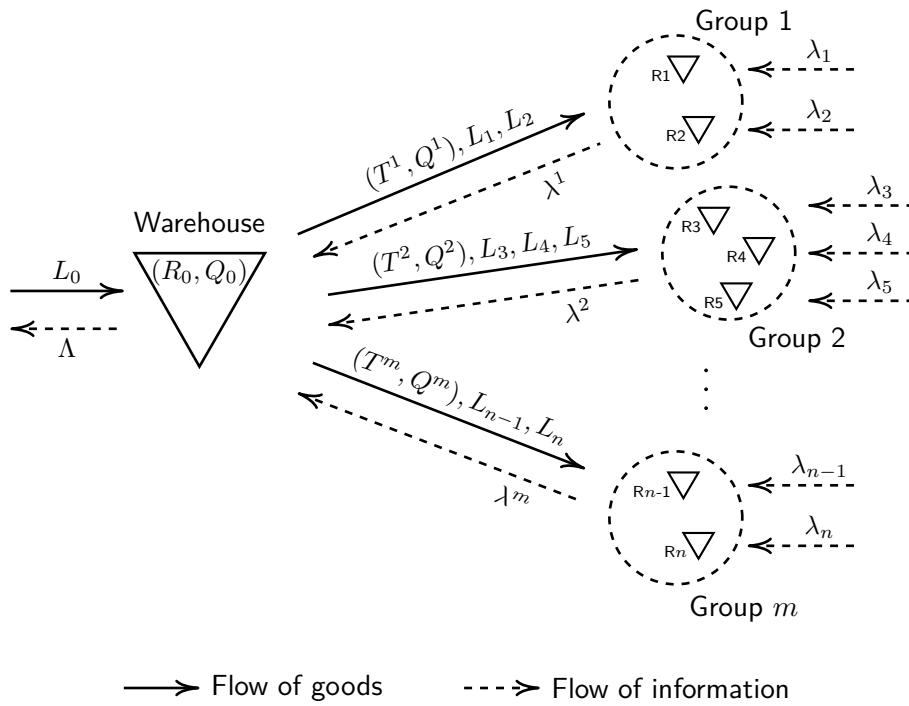 Group 1
R1
λ₁
R2
λ₂
(T¹, Q¹), L₁, L₂
λ¹
Warehouse
(R₀, Q₀)
L₀
Λ
(T², Q²), L₃, L₄, L₅
λ²
R3
λ₃
R4
λ₄
R5
λ₅
Group 2
(Tᵐ, Qᵐ), Lₙ₋₁, Lₙ
λᵐ
Rn-1
λₙ₋₁
Rn
λₙ
Group m
Flow of goods
Flow of information